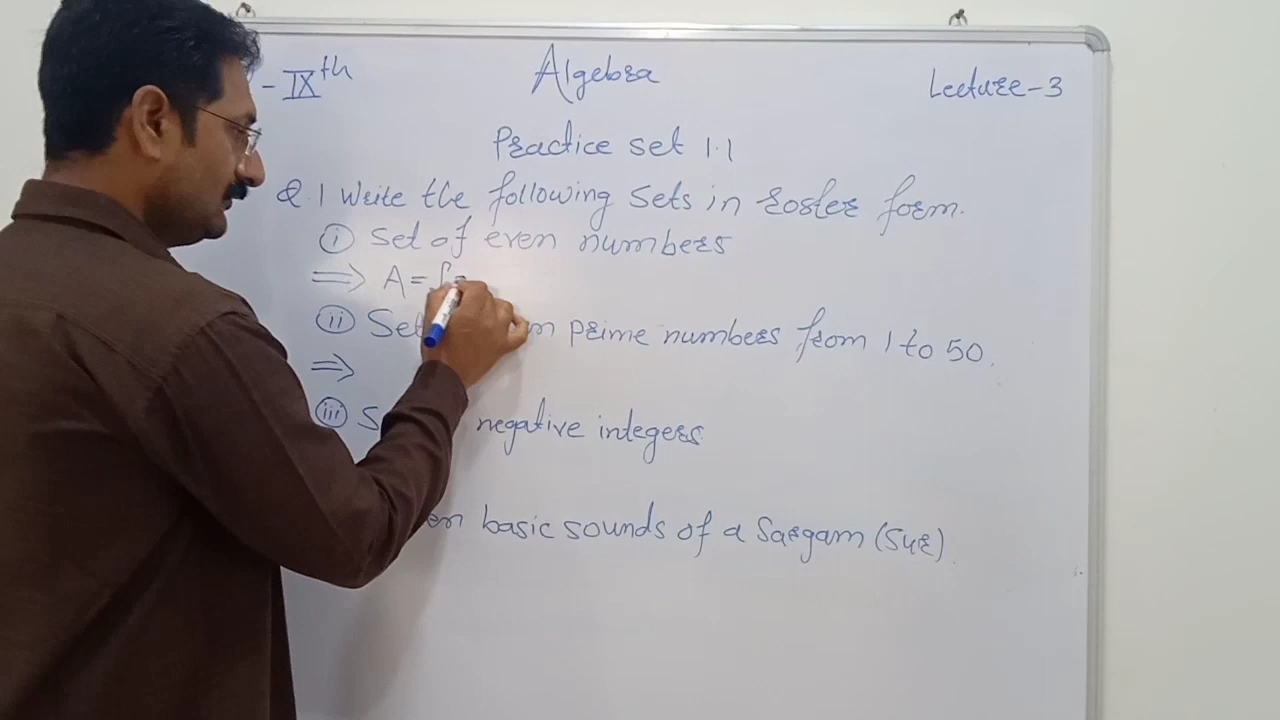 - IXth Algebra Lecture-3
Practice set 1.1
Q.1 Write the following sets in roster form.
(i) Set of even numbers
⇒ A = {
(ii) Set prime numbers from 1 to 50.
⇒
(iii) negative integers
basic sounds of a Sargam (Sur)